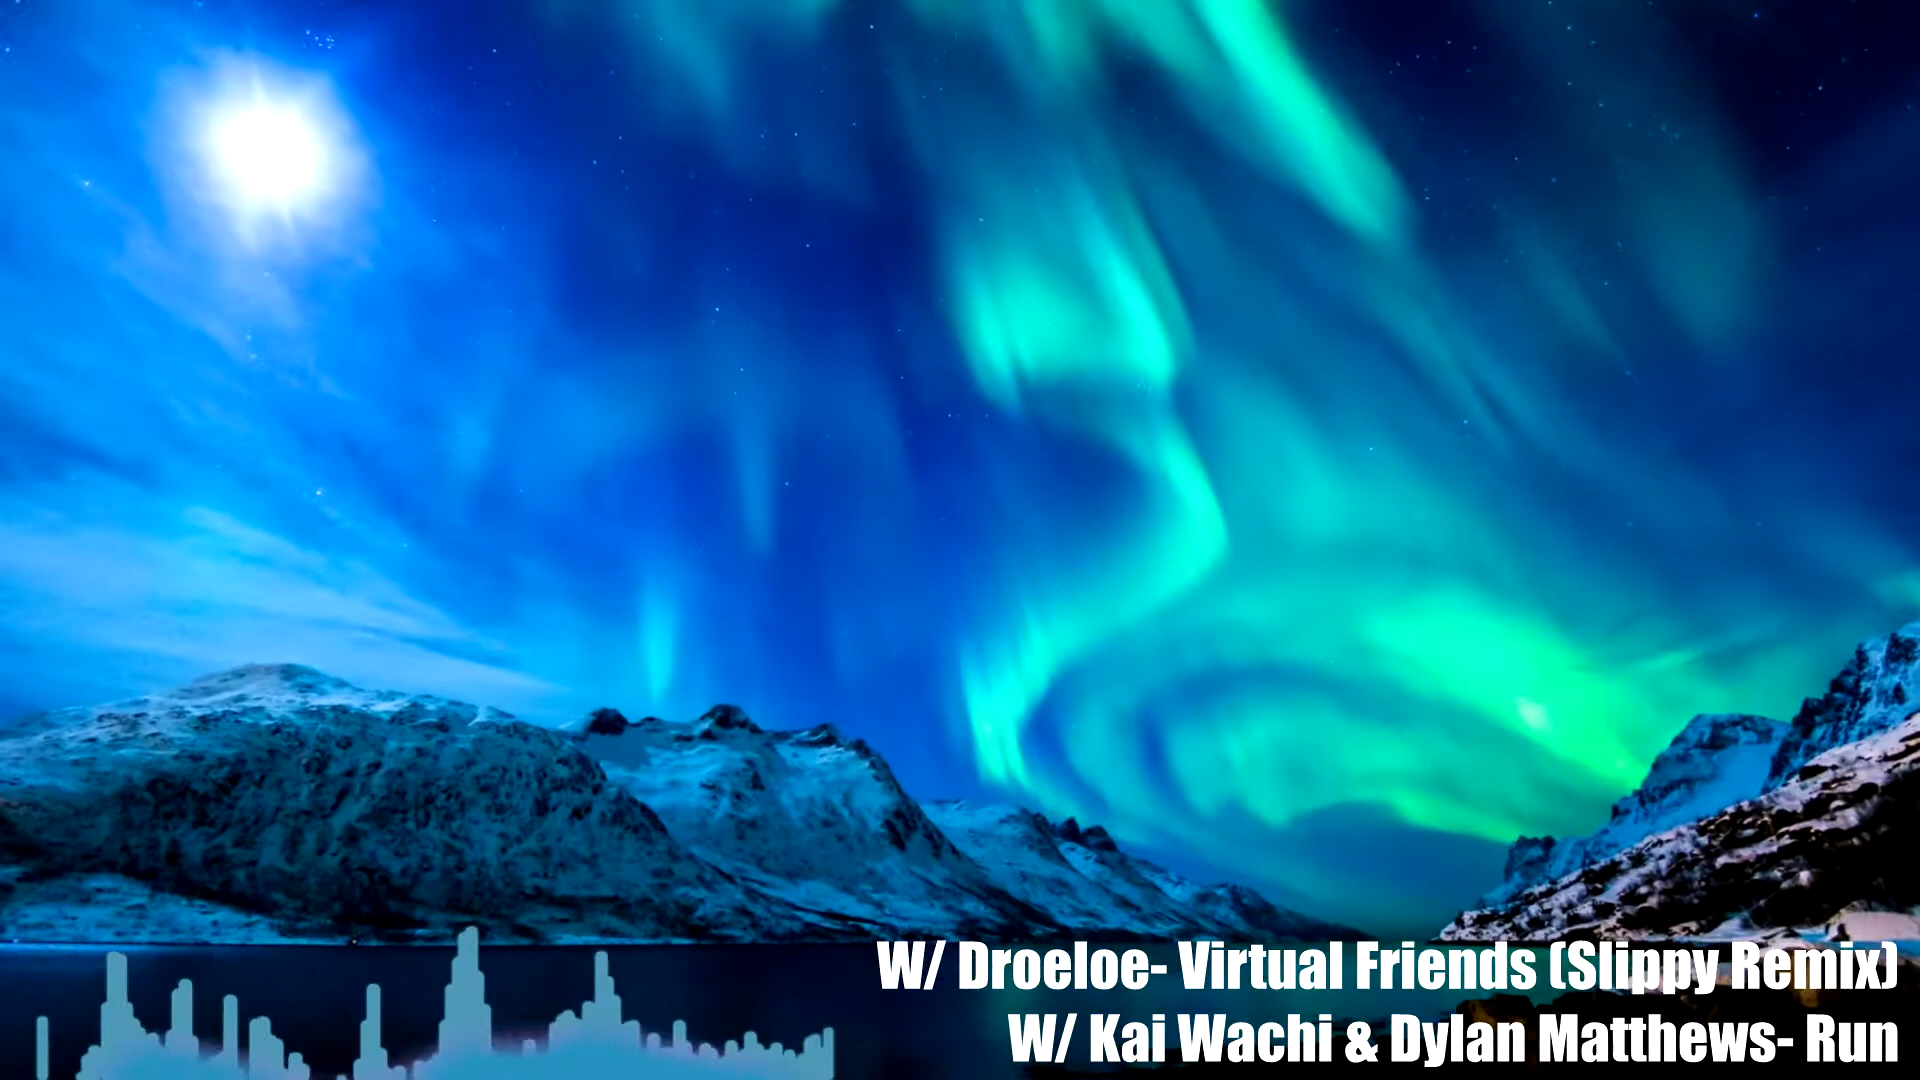 W/ Droeloe- Virtual Friends (Slippy Remix)
W/ Kai Wachi & Dylan Matthews- Run